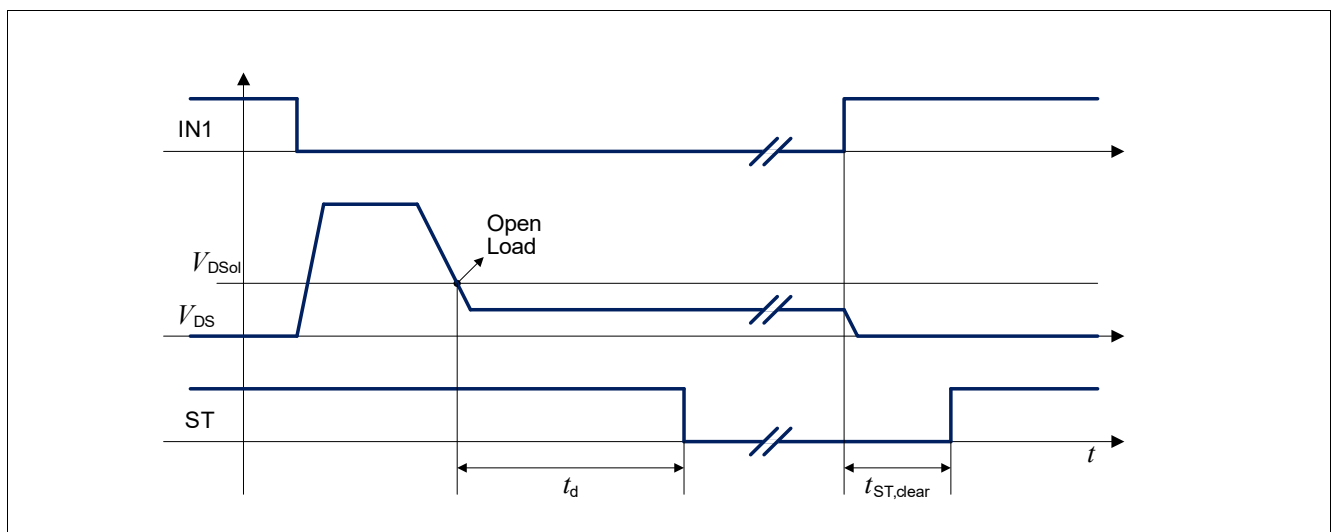 IN1
Open
Load
VDSol
VDS
ST
t
td
tST,clear